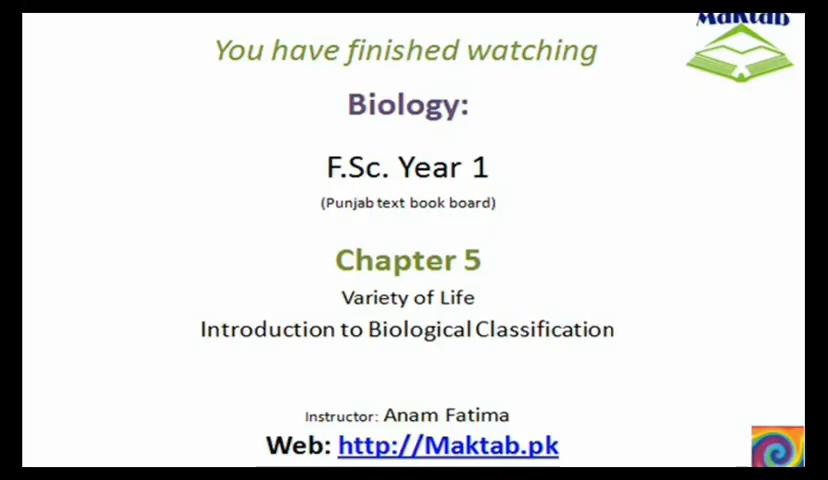 Maktab
You have finished watching
Biology:
F.Sc. Year 1
(Punjab text book board)
Chapter 5
Variety of Life
Introduction to Biological Classification
Instructor: Anam Fatima
Web: http://Maktab.pk